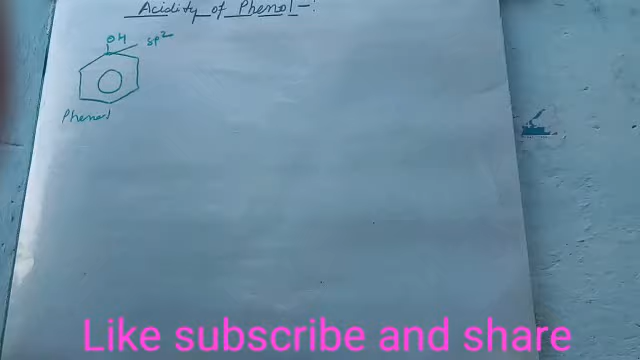 Acidity of Phenol -:
OH
sp²
Phenol
Like subscribe and share